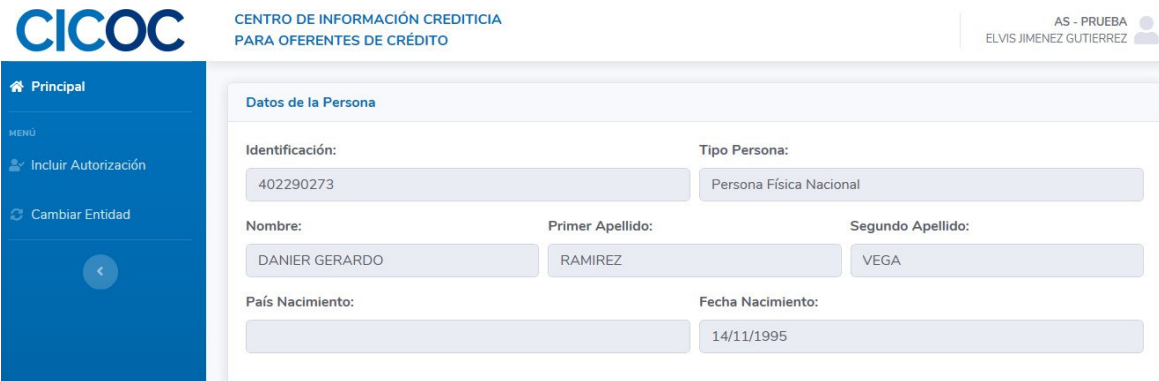 CICOC
CENTRO DE INFORMACIÓN CREDITICIA
PARA OFERENTES DE CRÉDITO
AS - PRUEBA
ELVIS JIMENEZ GUTIERREZ
Principal
MENÚ
Incluir Autorización
Cambiar Entidad
Datos de la Persona
Identificación: Tipo Persona:
402290273 Persona Física Nacional
Nombre: Primer Apellido: Segundo Apellido:
DANIER GERARDO RAMIREZ VEGA
País Nacimiento: Fecha Nacimiento:
14/11/1995